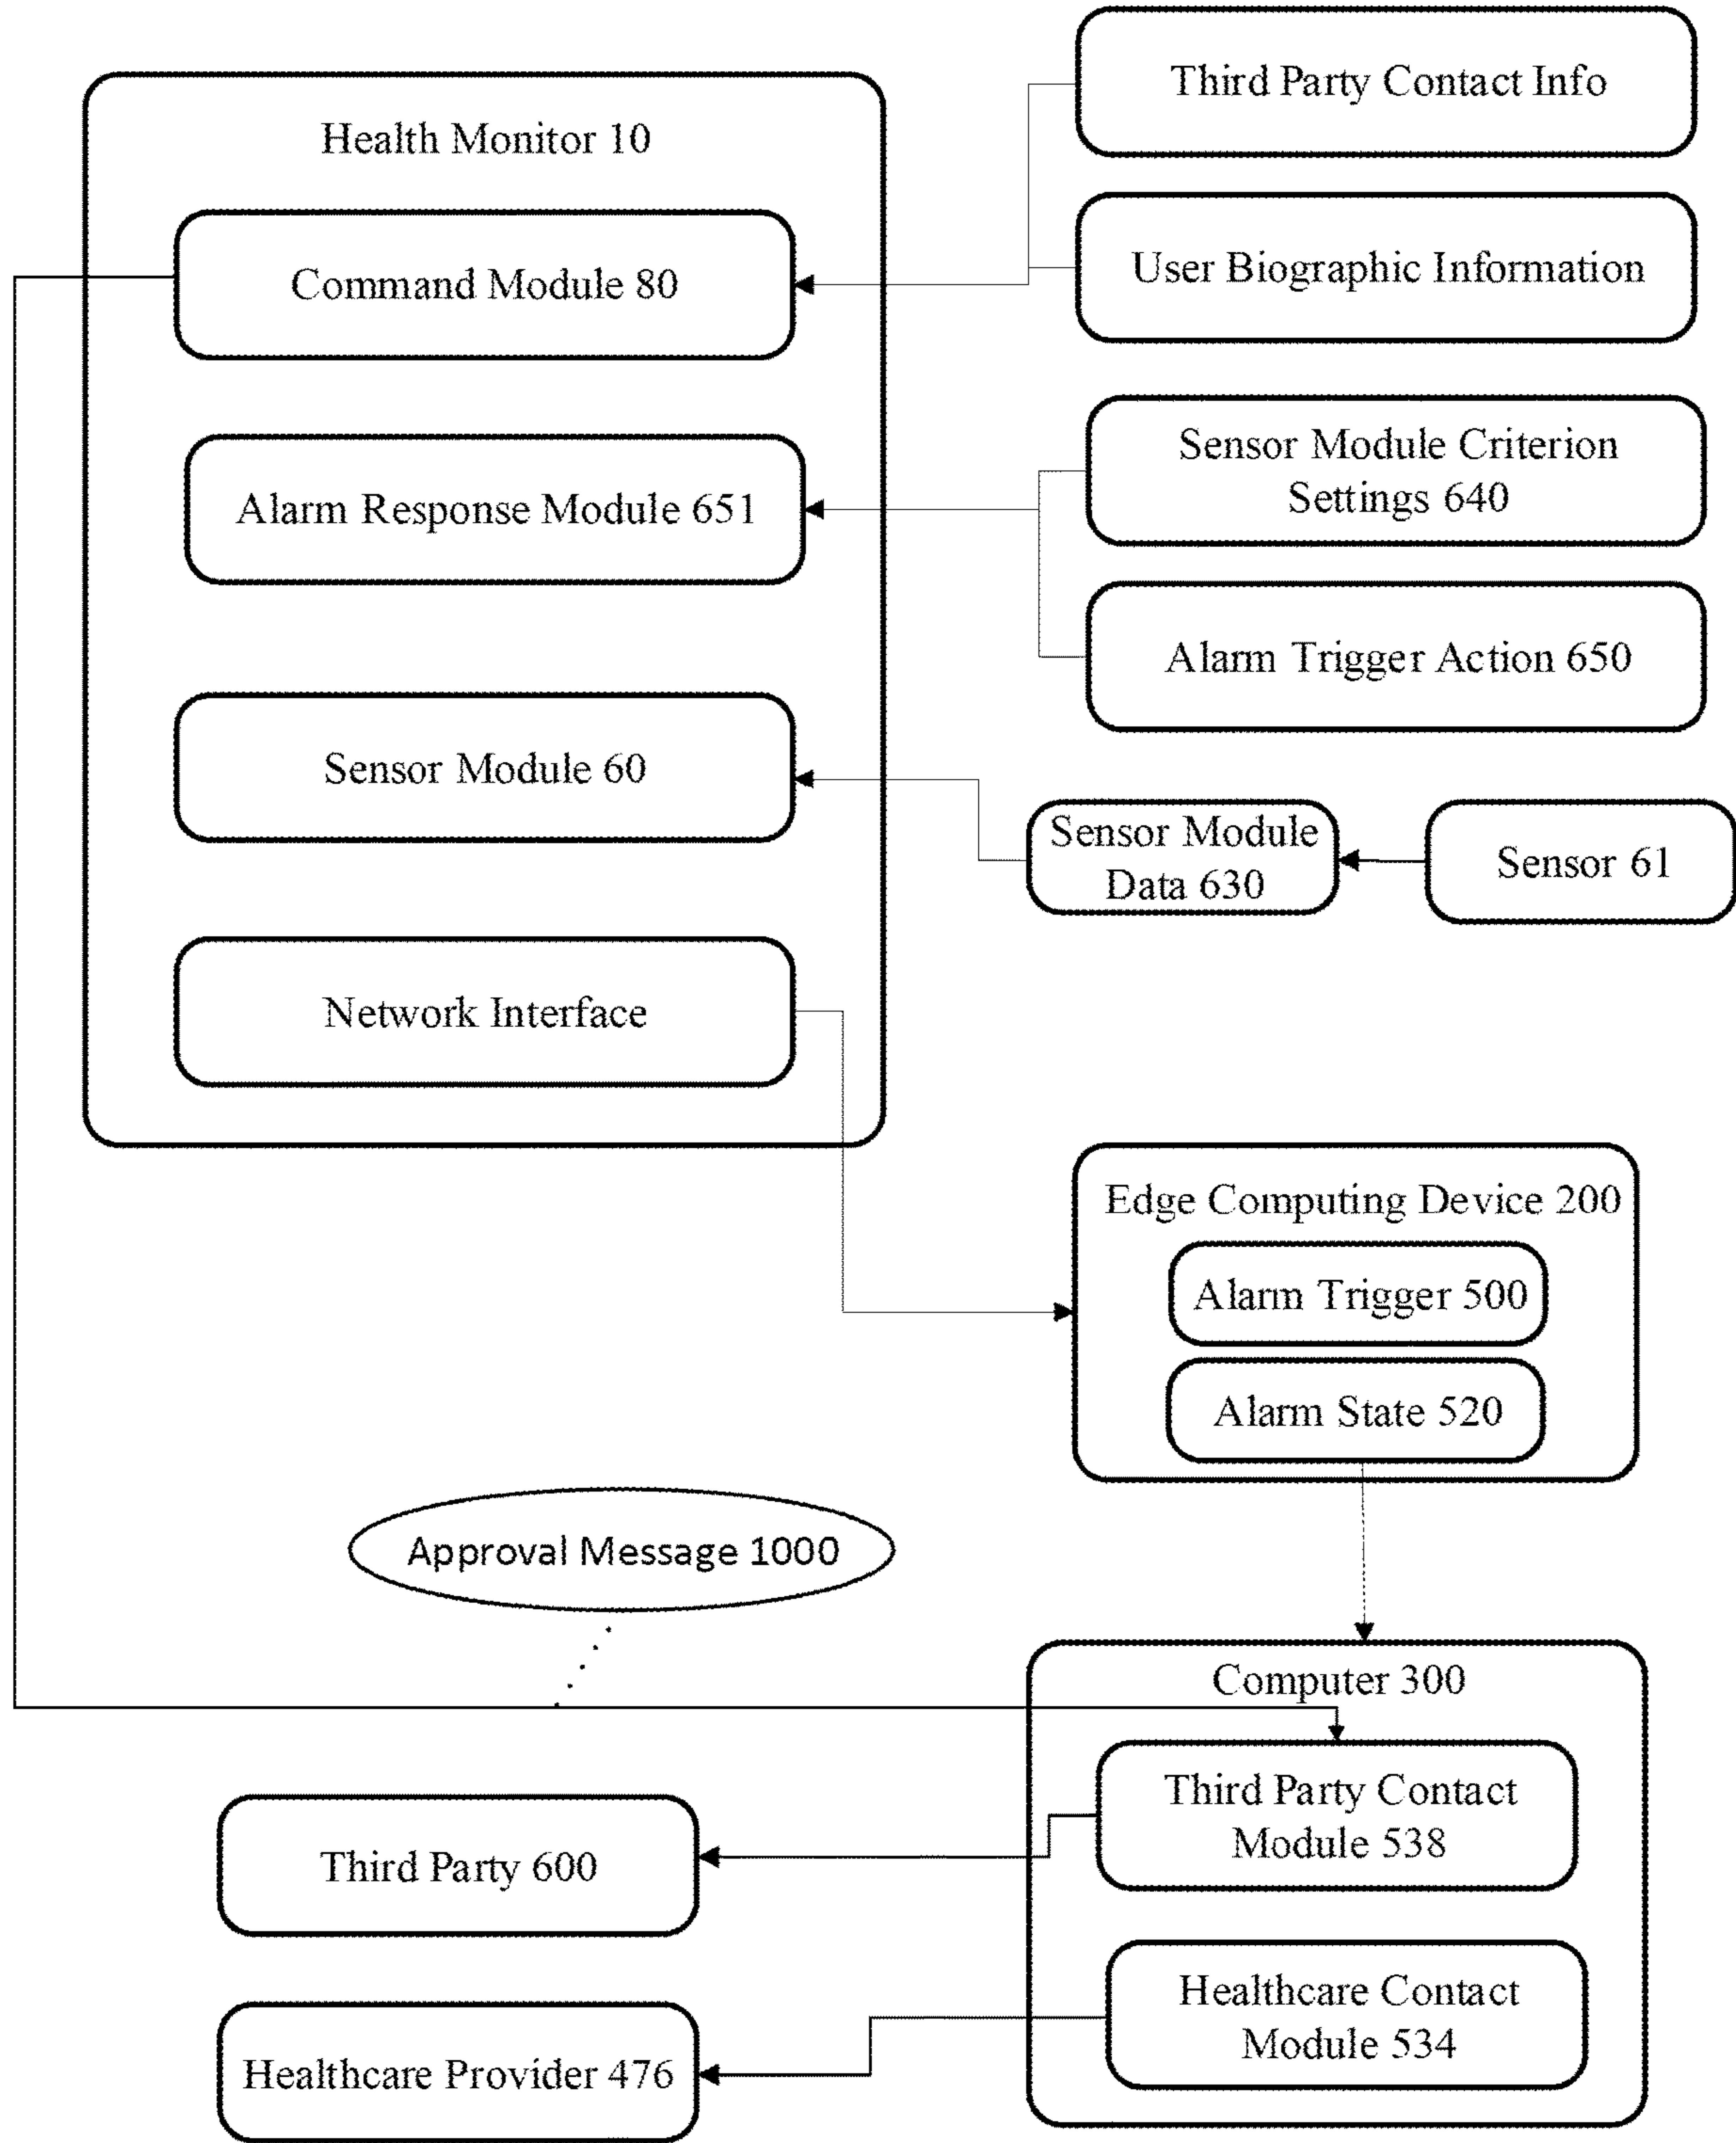 Third Party Contact Info
Health Monitor 10
User Biographic Information
Command Module 80
Sensor Module Criterion
Settings 640
Alarm Response Module 651
Alarm Trigger Action 650
Sensor Module 60
Sensor Module
Data 630
Sensor 61
Network Interface
Edge Computing Device 200
Alarm Trigger 500
Alarm State 520
Approval Message 1000
Computer 300
Third Party Contact
Module 538
Third Party 600
Healthcare Contact
Module 534
Healthcare Provider 476